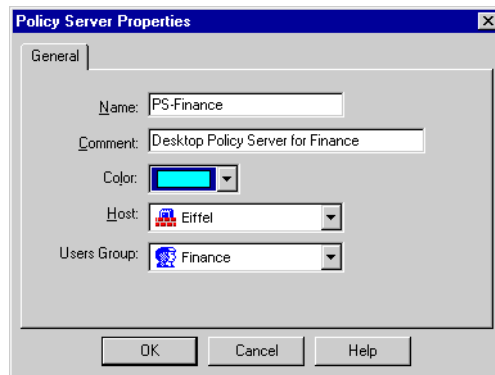 Policy Server Properties
General
Name: PS-Finance
Comment: Desktop Policy Server for Finance
Color:
Host: Eiffel
Users Group: Finance
OK Cancel Help